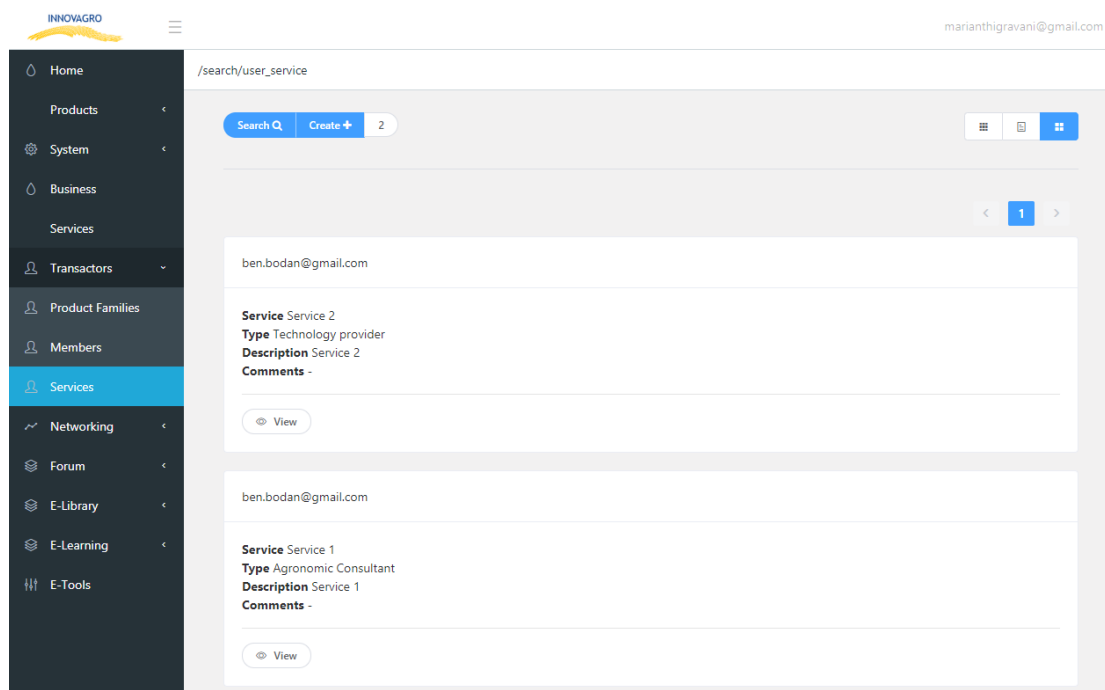 INNOVAGRO
marianthigravani@gmail.com
Home
Products
System
Business
Services
Transactors
Product Families
Members
Services
Networking
Forum
E-Library
E-Learning
E-Tools
/search/user_service
Search Create + 2
< 1 >
ben.bodan@gmail.com
Service Service 2
Type Technology provider
Description Service 2
Comments -
View
ben.bodan@gmail.com
Service Service 1
Type Agronomic Consultant
Description Service 1
Comments -
View